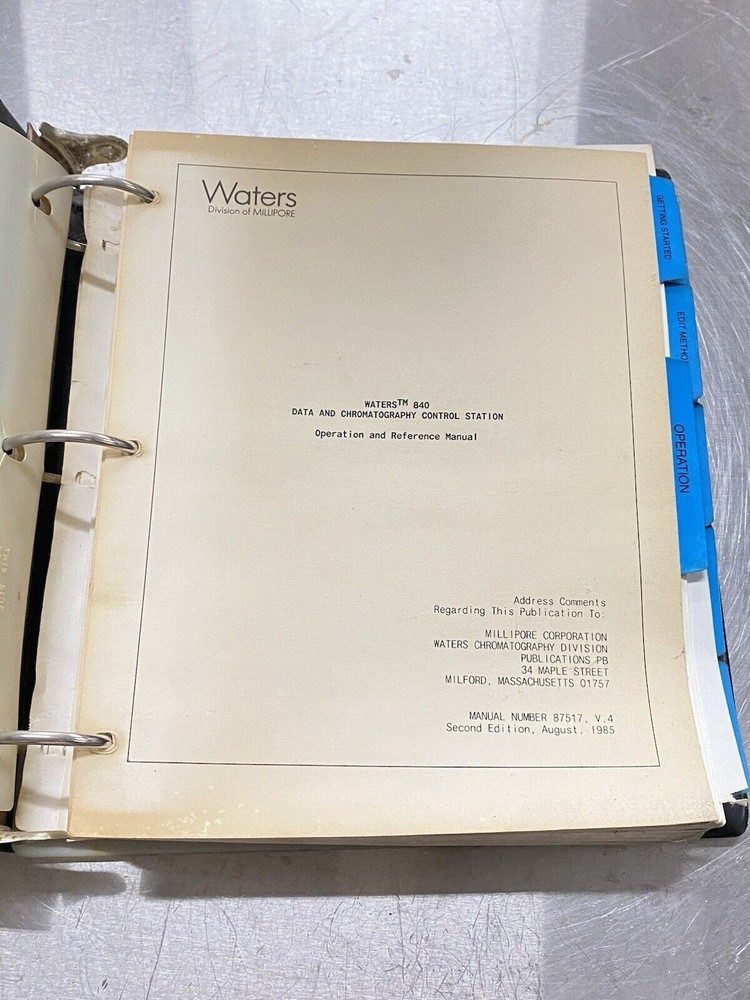 Waters
Division of MILLIPORE
WATERS™ 840
DATA AND CHROMATOGRAPHY CONTROL STATION
Operation and Reference Manual
Address Comments
Regarding This Publication To:
MILLIPORE CORPORATION
WATERS CHROMATOGRAPHY DIVISION
PUBLICATIONS/PB
34 MAPLE STREET
MILFORD, MASSACHUSETTS 01757
MANUAL NUMBER 87517, V.4
Second Edition, August, 1985
GETTING STARTED
EDIT METHO
OPERATION